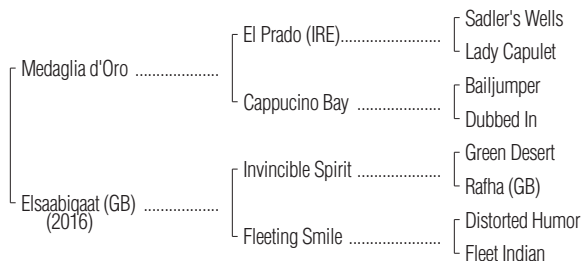 Sadler's Wells
El Prado (IRE)....................
Lady Capulet
Medaglia d'Oro ................
Bailjumper
Cappucino Bay ................
Dubbed In
Green Desert
Invincible Spirit ................
Rafha (GB)
Elsaabiqaat (GB) ..............
(2016)
Distorted Humor
Fleeting Smile .................
Fleet Indian